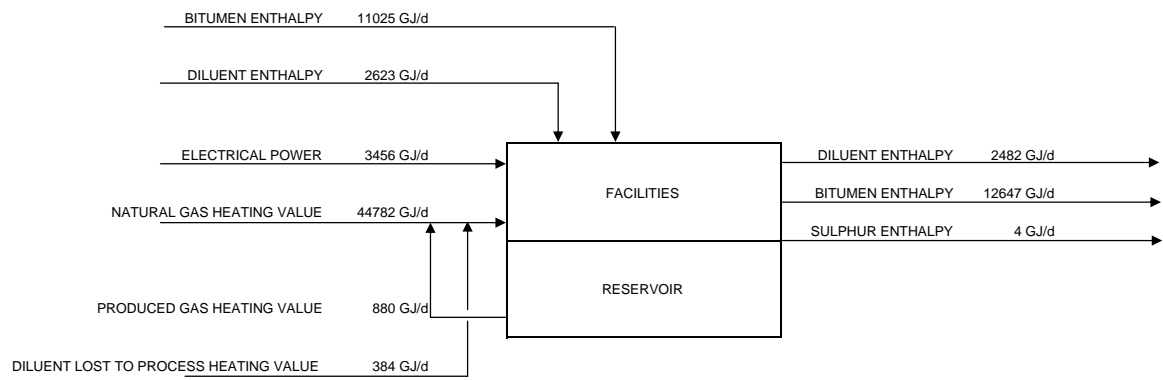 BITUMEN ENTHALPY 11025 GJ/d
DILUENT ENTHALPY 2623 GJ/d
ELECTRICAL POWER 3456 GJ/d
DILUENT ENTHALPY 2482 GJ/d
FACILITIES
BITUMEN ENTHALPY 12647 GJ/d
NATURAL GAS HEATING VALUE 44782 GJ/d
SULPHUR ENTHALPY 4 GJ/d
RESERVOIR
PRODUCED GAS HEATING VALUE 880 GJ/d
DILUENT LOST TO PROCESS HEATING VALUE 384 GJ/d